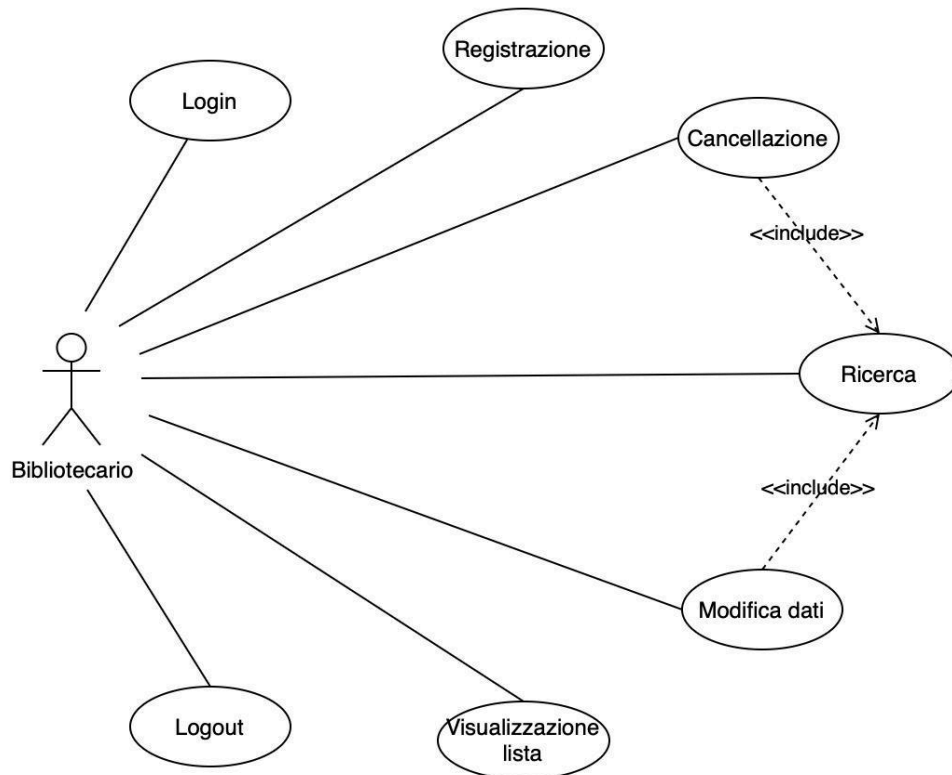 Registrazione
Login
Cancellazione
<<include>>
Ricerca
Bibliotecario
<<include>>
Modifica dati
Logout
Visualizzazione
lista